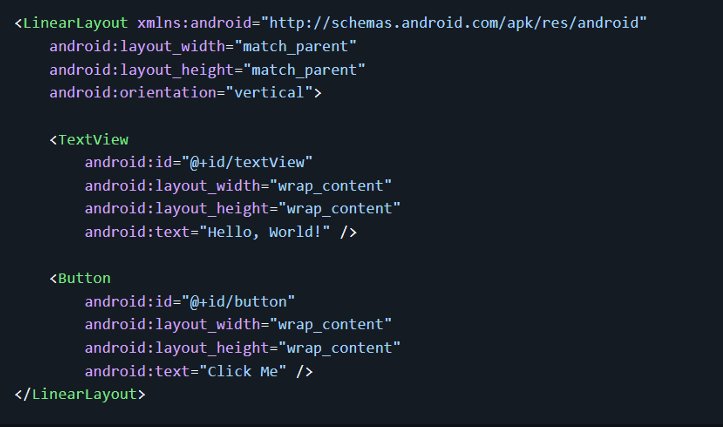 <LinearLayout xmlns:android="http://schemas.android.com/apk/res/android"
    android:layout_width="match_parent"
    android:layout_height="match_parent"
    android:orientation="vertical">

    <TextView
        android:id="@+id/textView"
        android:layout_width="wrap_content"
        android:layout_height="wrap_content"
        android:text="Hello, World!" />

    <Button
        android:id="@+id/button"
        android:layout_width="wrap_content"
        android:layout_height="wrap_content"
        android:text="Click Me" />
</LinearLayout>